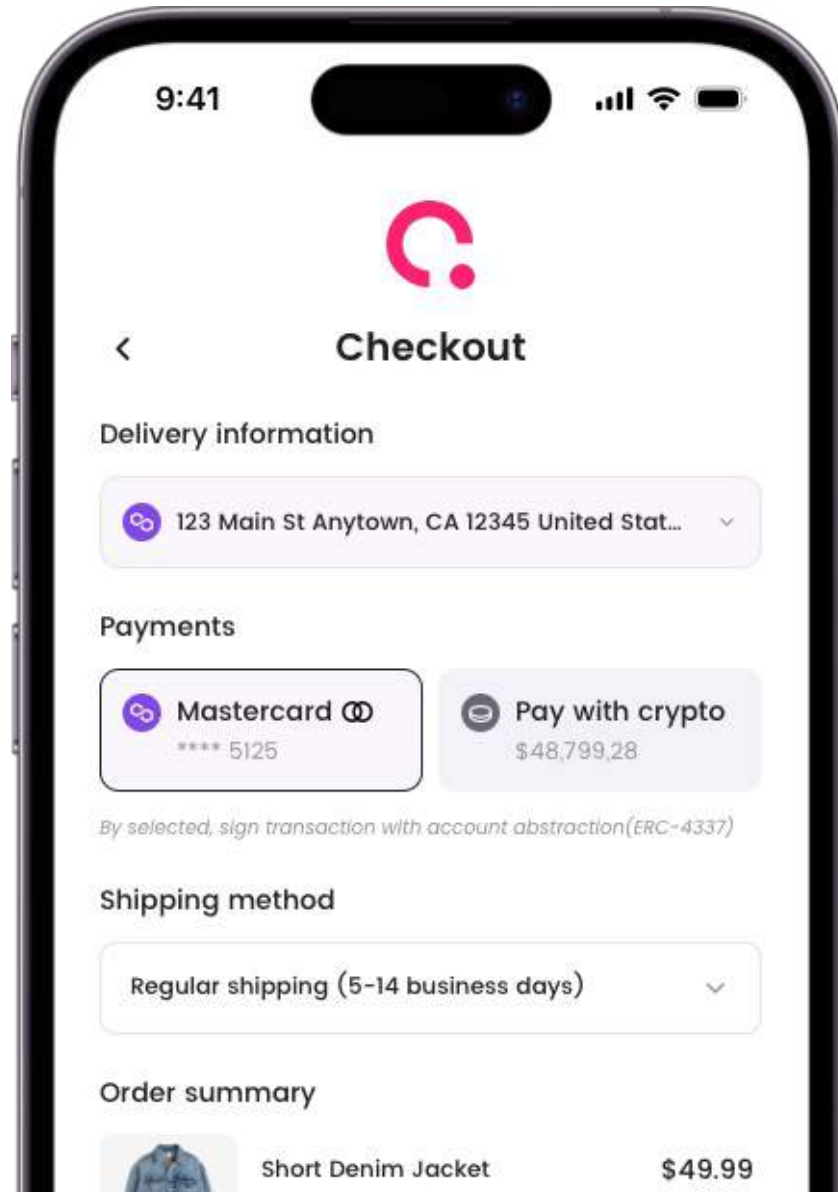 9:41
Checkout
Delivery information
123 Main St Anytown, CA 12345 United Stat...
Payments
Mastercard
**** 5125
Pay with crypto
$48,799,28
By selected, sign transaction with account abstraction(ERC-4337)
Shipping method
Regular shipping (5-14 business days)
Order summary
Short Denim Jacket
$49.99